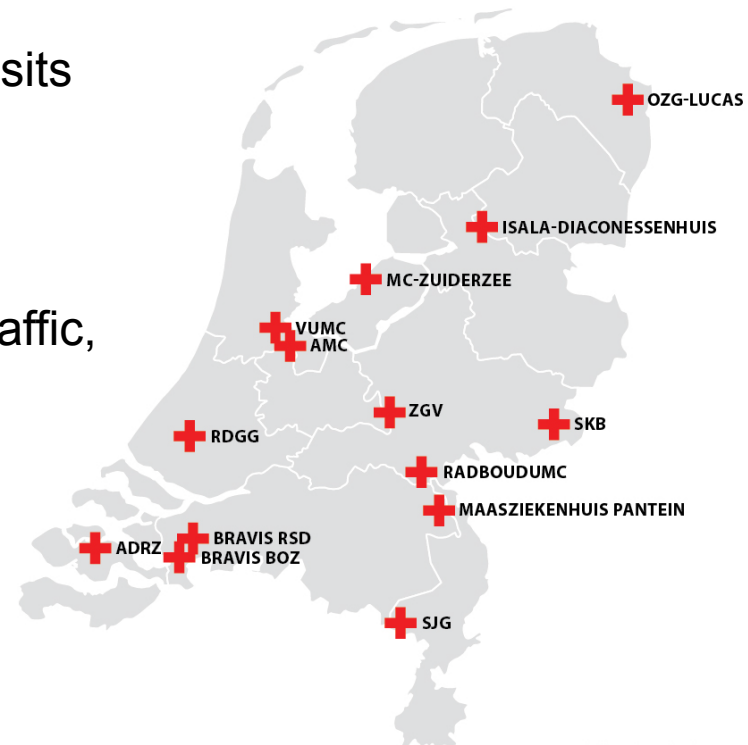 sits
OZG-LUCAS
ISALA-DIACONESSENHUIS
MC-ZUIDERZEE
affic,
VUMC
AMC
ZGV
SKB
RDGG
RADBOUDUMC
MAASZIEKENHUIS PANTEIN
BRAVIS RSD
ADRZ
BRAVIS BOZ
SJG